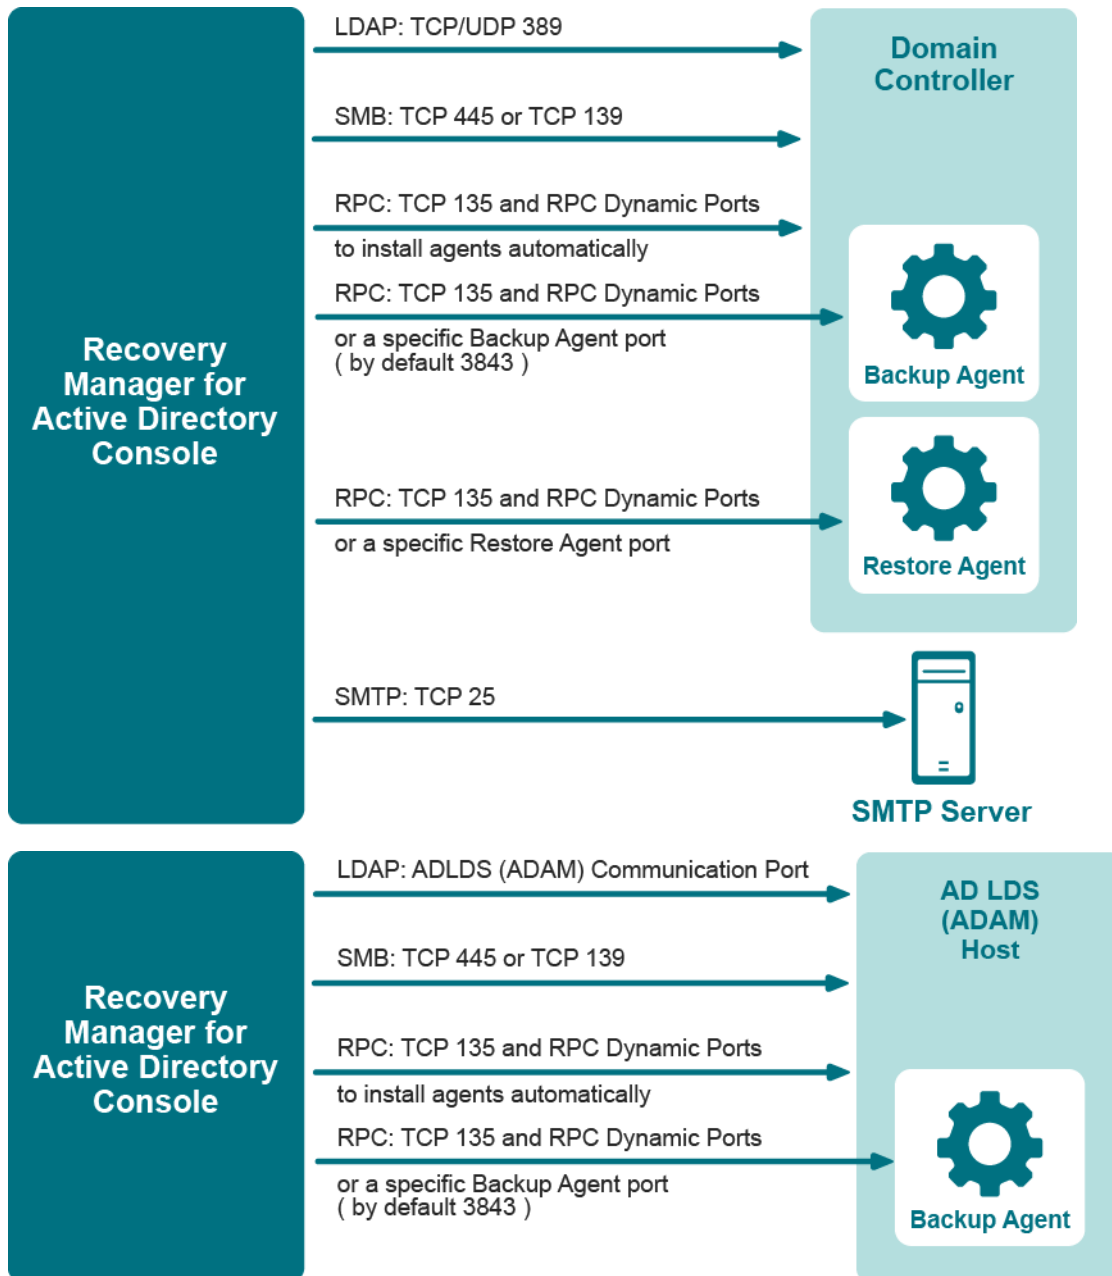 LDAP: TCP/UDP 389
Domain
Controller
SMB: TCP 445 or TCP 139
RPC: TCP 135 and RPC Dynamic Ports
to install agents automatically
RPC: TCP 135 and RPC Dynamic Ports
or a specific Backup Agent port
( by default 3843 )
Backup Agent
Recovery
Manager for
Active Directory
Console
RPC: TCP 135 and RPC Dynamic Ports
or a specific Restore Agent port
Restore Agent
SMTP: TCP 25
SMTP Server
LDAP: ADLDS (ADAM) Communication Port
AD LDS
(ADAM)
Host
SMB: TCP 445 or TCP 139
Recovery
Manager for
Active Directory
Console
RPC: TCP 135 and RPC Dynamic Ports
to install agents automatically
RPC: TCP 135 and RPC Dynamic Ports
or a specific Backup Agent port
( by default 3843 )
Backup Agent